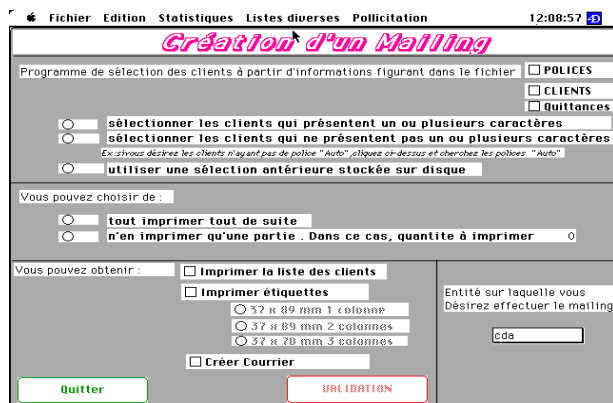 Fichier Edition Statistiques Listes diverses Pollicitation 12:08:57
Création d'un Mailing
Programme de sélection des clients à partir d'informations figurant dans le fichier
POLICES
CLIENTS
Quittances
sélectionner les clients qui présentent un ou plusieurs caractères
sélectionner les clients qui ne présentent pas un ou plusieurs caractères
Ex :sivous désirez les clients n'ayant pas de police "Auto" ,cliquez ci-dessus et cherchez les polices "Auto"
utiliser une sélection antérieure stockée sur disque
Vous pouvez choisir de :
tout imprimer tout de suite
n'en imprimer qu'une partie . Dans ce cas, quantite à imprimer 0
Vous pouvez obtenir :
Imprimer la liste des clients
Imprimer étiquettes
37 x 89 mm 1 colonne
37 x 89 mm 2 colonnes
37 x 70 mm 3 colonnes
Créer Courrier
Entité sur laquelle vous
Désirez effectuer le mailing
cda
Quitter
VALIDATION